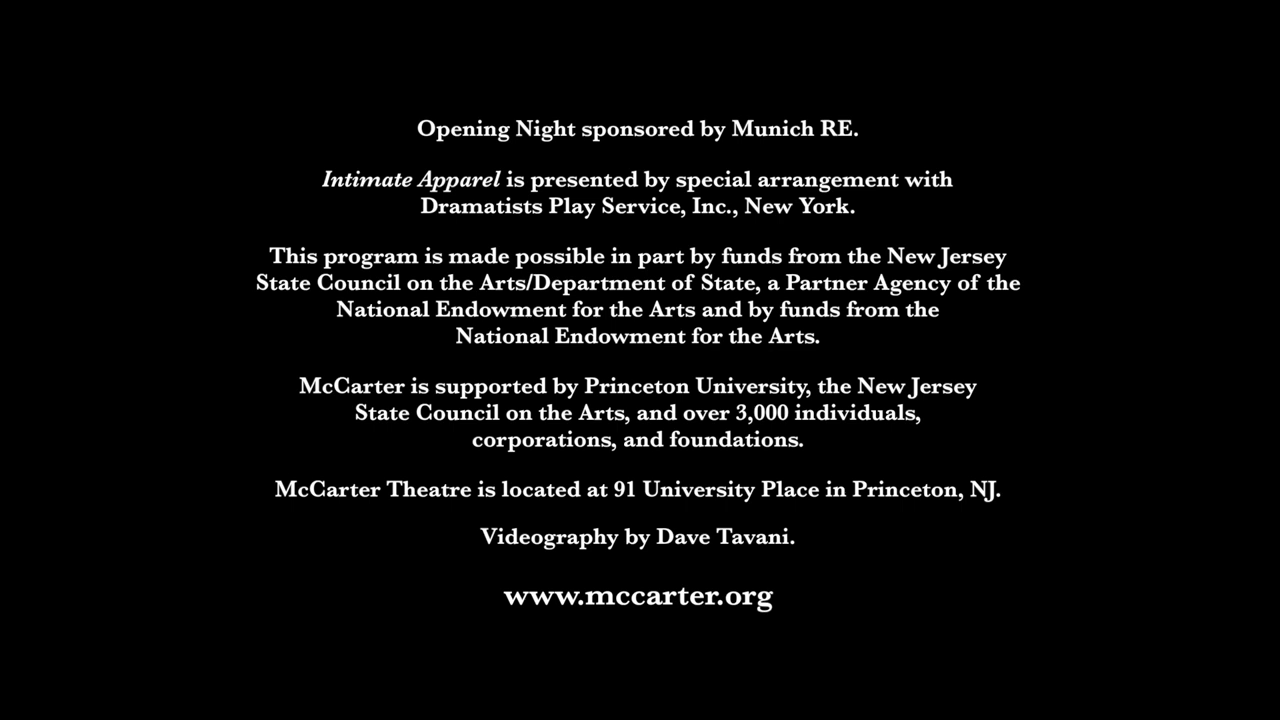 Opening Night sponsored by Munich RE.
Intimate Apparel is presented by special arrangement with
Dramatists Play Service, Inc., New York.
This program is made possible in part by funds from the New Jersey
State Council on the Arts/Department of State, a Partner Agency of the
National Endowment for the Arts and by funds from the
National Endowment for the Arts.
McCarter is supported by Princeton University, the New Jersey
State Council on the Arts, and over 3,000 individuals,
corporations, and foundations.
McCarter Theatre is located at 91 University Place in Princeton, NJ.
Videography by Dave Tavani.
www.mccarter.org